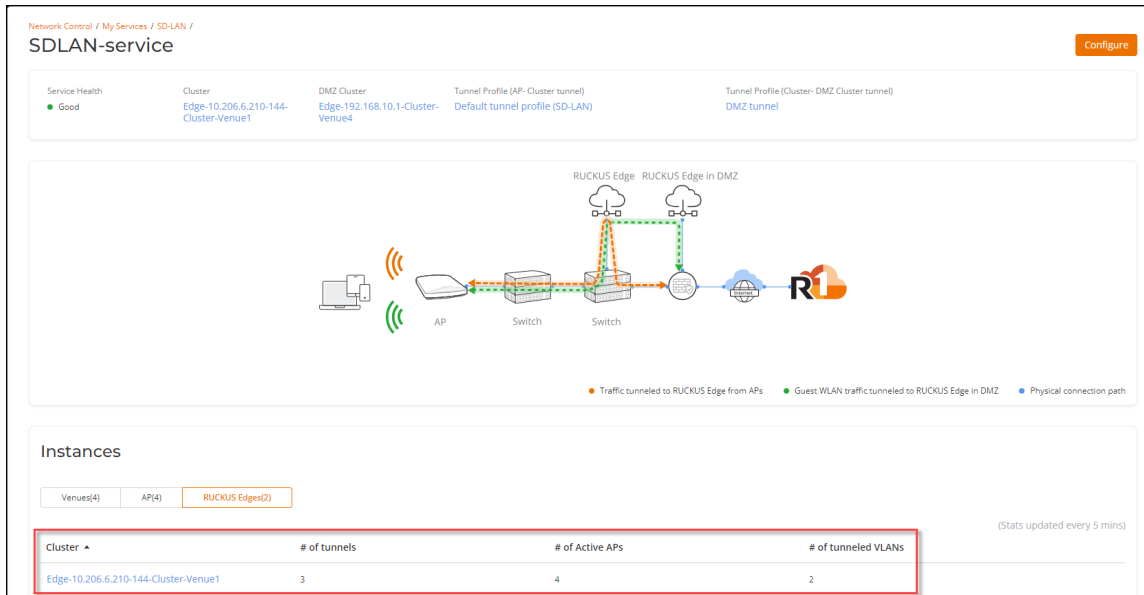 Network Control / My Services / SD-LAN /
SDLAN-service
Configure
Service Health
Cluster
DMZ Cluster
Tunnel Profile (AP- Cluster tunnel)
Tunnel Profile (Cluster- DMZ Cluster tunnel)
Good
Edge-10.206.6.210-144-
Cluster-Venue1
Edge-192.168.10.1-Cluster-
Venue4
Default tunnel profile (SD-LAN)
DMZ tunnel
RUCKUS Edge
RUCKUS Edge in DMZ
Internet
R1
AP
Switch
Switch
Traffic tunneled to RUCKUS Edge from APs
Guest WLAN traffic tunneled to RUCKUS Edge in DMZ
Physical connection path
Instances
Venues(4)
AP(4)
RUCKUS Edges(2)
(Stats updated every 5 mins)
Cluster
# of tunnels
# of Active APs
# of tunneled VLANs
Edge-10.206.6.210-144-Cluster-Venue1
3
4
2